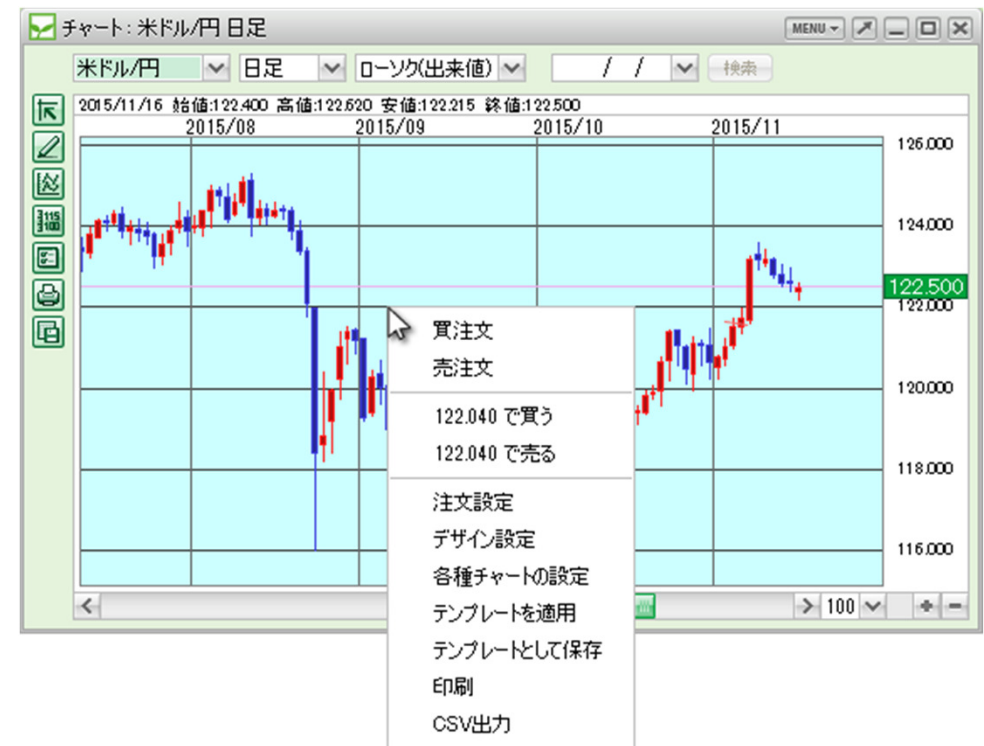 チャート：米ドル/円 日足
MENU
米ドル/円 日足 ローソク(出来値) / / 検索
2015/11/16 始値:122.400 高値:122.620 安値:122.215 終値:122.500
2015/08 2015/09 2015/10 2015/11
126.000
115
100
124.000
122.500
122.000
120.000
118.000
116.000
買注文
売注文
122.040 で買う
122.040 で売る
注文設定
デザイン設定
各種チャートの設定
テンプレートを適用
テンプレートとして保存
印刷
CSV出力
100